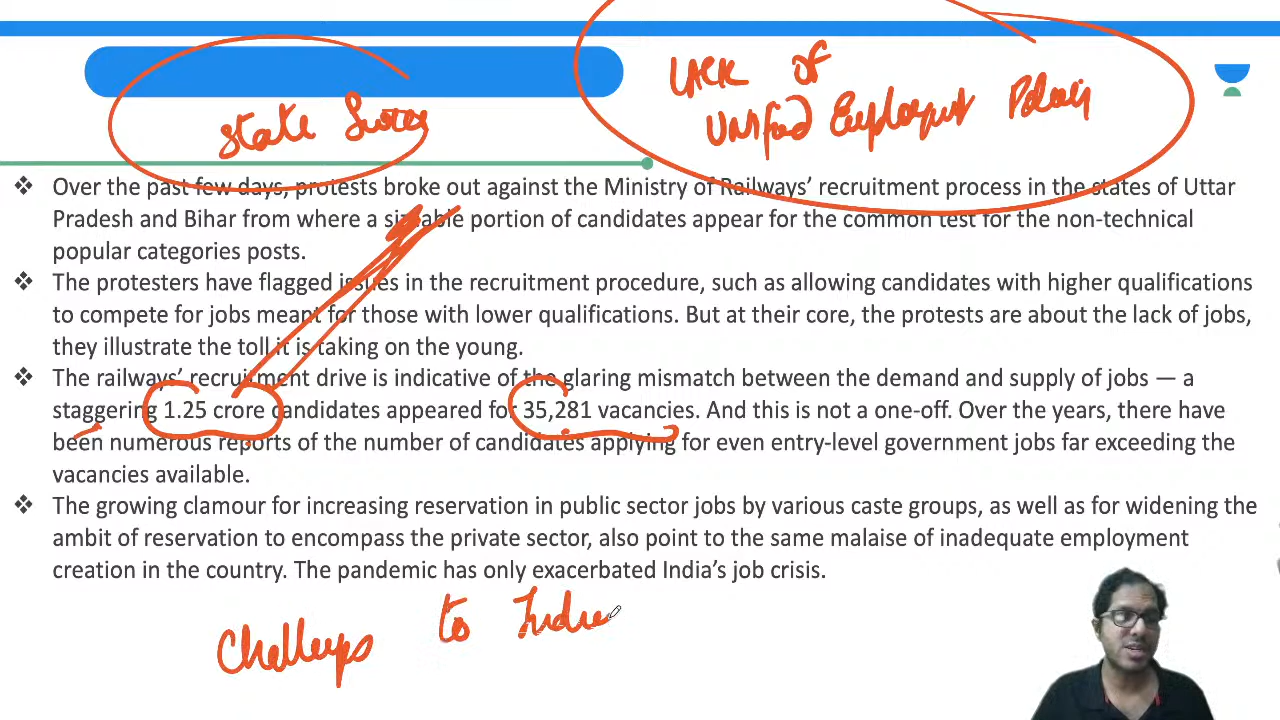 LACK OF
State
Unified Employment Policy
❖ Over the past few days, protests broke out against the Ministry of Railways’ recruitment process in the states of Uttar
Pradesh and Bihar from where a sizable portion of candidates appear for the common test for the non-technical
popular categories posts.
❖ The protesters have flagged issues in the recruitment procedure, such as allowing candidates with higher qualifications
to compete for jobs meant for those with lower qualifications. But at their core, the protests are about the lack of jobs,
they illustrate the toll it is taking on the young.
❖ The railways’ recruitment drive is indicative of the glaring mismatch between the demand and supply of jobs — a
staggering 1.25 crore candidates appeared for 35,281 vacancies. And this is not a one-off. Over the years, there have
been numerous reports of the number of candidates applying for even entry-level government jobs far exceeding the
vacancies available.
❖ The growing clamour for increasing reservation in public sector jobs by various caste groups, as well as for widening the
ambit of reservation to encompass the private sector, also point to the same malaise of inadequate employment
creation in the country. The pandemic has only exacerbated India’s job crisis.
Challenges to India